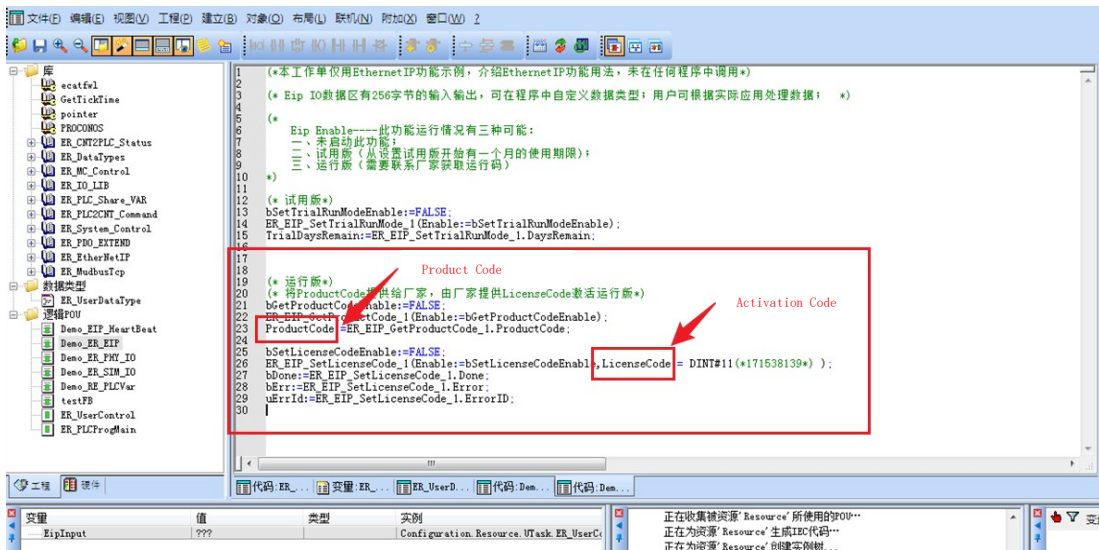 文件(F) 编辑(E) 视图(V) 工程(P) 建立(B) 对象(O) 布局(L) 联机(N) 附加(X) 窗口(W) ?
库
ecatfwl
GetTickTime
pointer
PROCONOS
ER_CNT2PLC_Status
ER_DataTypes
ER_MC_Control
ER_IO_LIB
ER_PLC_Share_VAR
ER_PLC2CNT_Command
ER_System_Control
ER_PDO_EXTEND
ER_EtherNetIP
ER_MudbusTcp
数据类型
ER_UserDataType
逻辑POU
Demo_EIP_HeartBeat
Demo_ER_EIP
Demo_ER_PHY_IO
Demo_ER_SIM_IO
Demo_RE_PLCVar
testFB
ER_UserControl
ER_PLCProgMain
工程 硬件
1 (*本工作单仅用EthernetIP功能示例，介绍EthernetIP功能用法，未在任何程序中调用*)
2
3 (* Eip IO数据区有256字节的输入输出，可在程序中自定义数据类型；用户可根据实际应用处理数据； *)
4
5 (*
6 Eip Enable----此功能运行情况有三种可能：
7 一、未启动此功能；
8 二、试用版（从设置试用版开始有一个月的使用期限）；
9 三、运行版（需要联系厂家获取运行码）
10 *)
11
12 (* 试用版*)
13 bSetTrialRunModeEnable:=FALSE;
14 ER_EIP_SetTrialRunMode_1(Enable:=bSetTrialRunModeEnable);
15 TrialDaysRemain:=ER_EIP_SetTrialRunMode_1.DaysRemain;
16
17
18
Product Code
19 (* 运行版*)
20 (* 将ProductCode提供给厂家，由厂家提供LicenseCode激活运行版*)
Activation Code
21 bGetProductCodeEnable:=FALSE;
22 ER_EIP_GetProductCode_1(Enable:=bGetProductCodeEnable);
23 ProductCode:=ER_EIP_GetProductCode_1.ProductCode;
24
25 bSetLicenseCodeEnable:=FALSE;
26 ER_EIP_SetLicenseCode_1(Enable:=bSetLicenseCodeEnable,LicenseCode:= DINT#11(*171538139*) );
27 bDone:=ER_EIP_SetLicenseCode_1.Done;
28 bErr:=ER_EIP_SetLicenseCode_1.Error;
29 uErrId:=ER_EIP_SetLicenseCode_1.ErrorID;
30
代码:ER_... 变量:ER_... ER_UserD... 代码:Dem... 代码:Dem...
变量 值 类型 实例
EipInput ??? Configuration.Resource.UTask.ER_UserCo
正在收集被资源'Resource'所使用的POU…
正在为资源'Resource'生成IEC代码…
正在为资源'Resource'创建实例树...